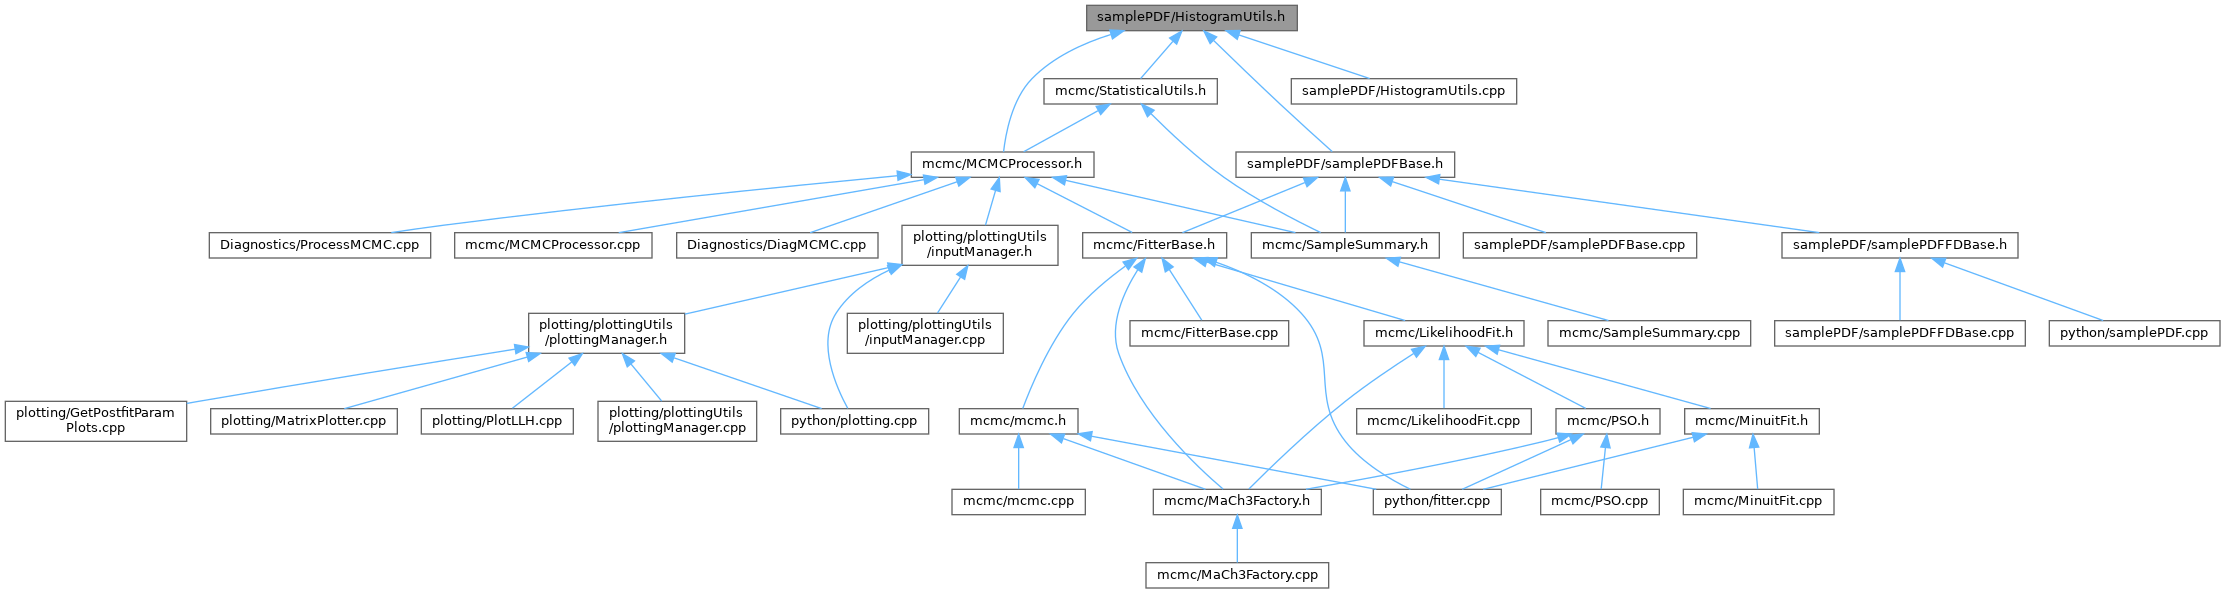 samplePDF/HistogramUtils.h
mcmc/StatisticalUtils.h
samplePDF/HistogramUtils.cpp
mcmc/MCMCProcessor.h
samplePDF/samplePDFBase.h
Diagnostics/ProcessMCMC.cpp
mcmc/MCMCProcessor.cpp
Diagnostics/DiagMCMC.cpp
plotting/plottingUtils
/inputManager.h
mcmc/FitterBase.h
mcmc/SampleSummary.h
samplePDF/samplePDFBase.cpp
samplePDF/samplePDFFDBase.h
plotting/plottingUtils
/plottingManager.h
plotting/plottingUtils
/inputManager.cpp
mcmc/FitterBase.cpp
mcmc/LikelihoodFit.h
mcmc/SampleSummary.cpp
samplePDF/samplePDFFDBase.cpp
python/samplePDF.cpp
plotting/GetPostfitParam
Plots.cpp
plotting/MatrixPlotter.cpp
plotting/PlotLLH.cpp
plotting/plottingUtils
/plottingManager.cpp
python/plotting.cpp
mcmc/mcmc.h
mcmc/LikelihoodFit.cpp
mcmc/PSO.h
mcmc/MinuitFit.h
mcmc/mcmc.cpp
mcmc/MaCh3Factory.h
python/fitter.cpp
mcmc/PSO.cpp
mcmc/MinuitFit.cpp
mcmc/MaCh3Factory.cpp